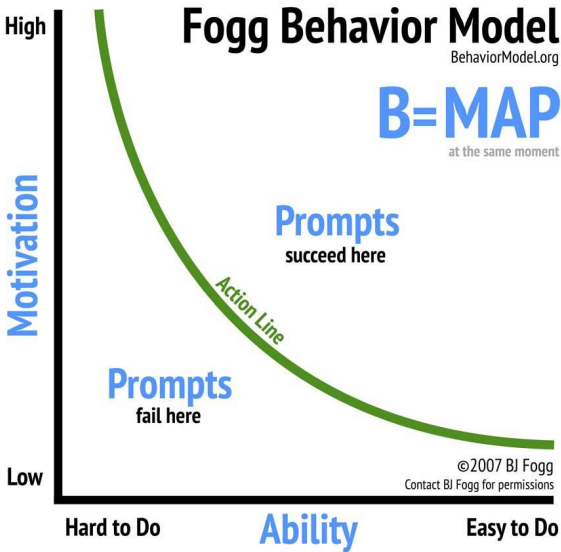 High
Fogg Behavior Model
BehaviorModel.org
B=MAP
at the same moment
Motivation
Prompts
succeed here
Action Line
Prompts
fail here
Low
©2007 BJ Fogg
Contact BJ Fogg for permissions
Hard to Do
Ability
Easy to Do